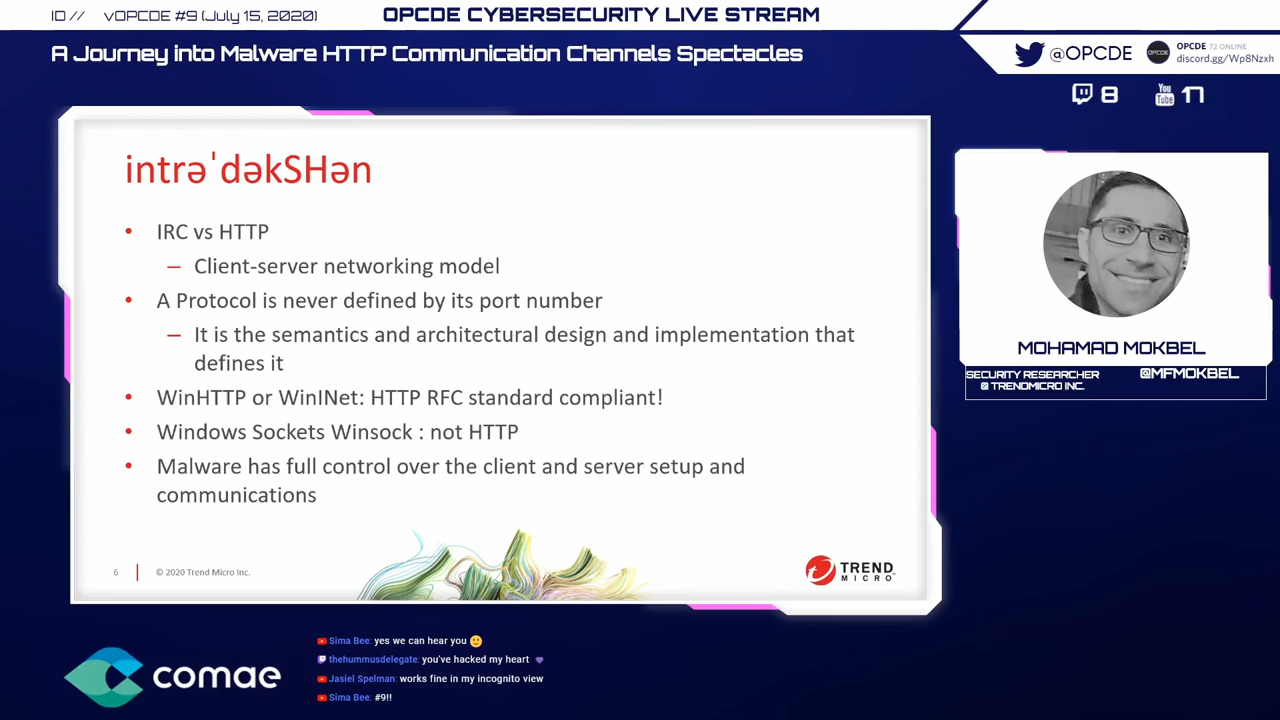 ID // vOPCDE #9 (July 15, 2020)
OPCDE CYBERSECURITY LIVE STREAM
A Journey into Malware HTTP Communication Channels Spectacles
@OPCDE
OPCDE
OPCDE 72 ONLINE
discord.gg/Wp8Nzxh
8
You Tube 17
intrəˈdəkSHən
• IRC vs HTTP
– Client-server networking model
• A Protocol is never defined by its port number
– It is the semantics and architectural design and implementation that
defines it
• WinHTTP or WinINet: HTTP RFC standard compliant!
• Windows Sockets Winsock : not HTTP
• Malware has full control over the client and server setup and
communications
6 © 2020 Trend Micro Inc.
TREND
MICRO
MOHAMAD MOKBEL
SECURITY RESEARCHER
@ TRENDMICRO INC.
@MFMOKBEL
comae
Sima Bee: yes we can hear you 🙂
thehummusdelegate: you've hacked my heart 💜
Jasiel Spelman: works fine in my incognito view
Sima Bee: #9!!